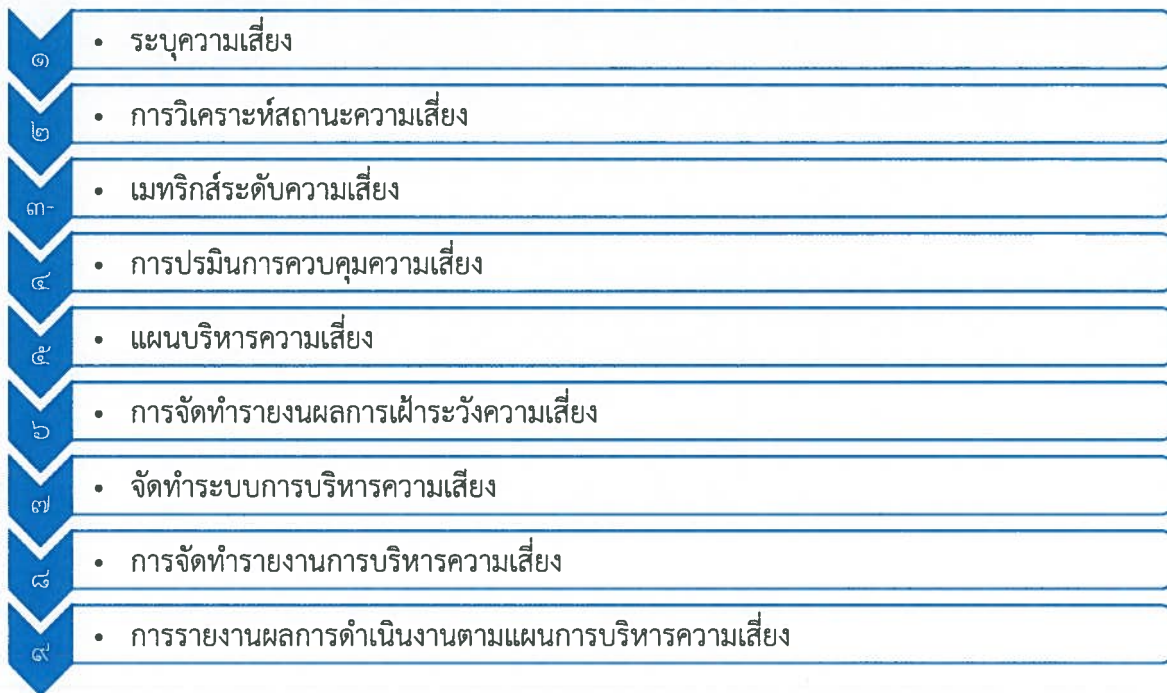 ๑ • ระบุความเสี่ยง
๒ • การวิเคราะห์สถานะความเสี่ยง
๓- • เมทริกส์ระดับความเสี่ยง
๔ • การปรมินการควบคุมความเสี่ยง
๕ • แผนบริหารความเสี่ยง
๖ • การจัดทำรายงนผลการเฝ้าระวังความเสี่ยง
๗ • จัดทำระบบการบริหารความเสียง
๘ • การจัดทำรายงานการบริหารความเสี่ยง
๙ • การรายงานผลการดำเนินงานตามแผนการบริหารความเสี่ยง